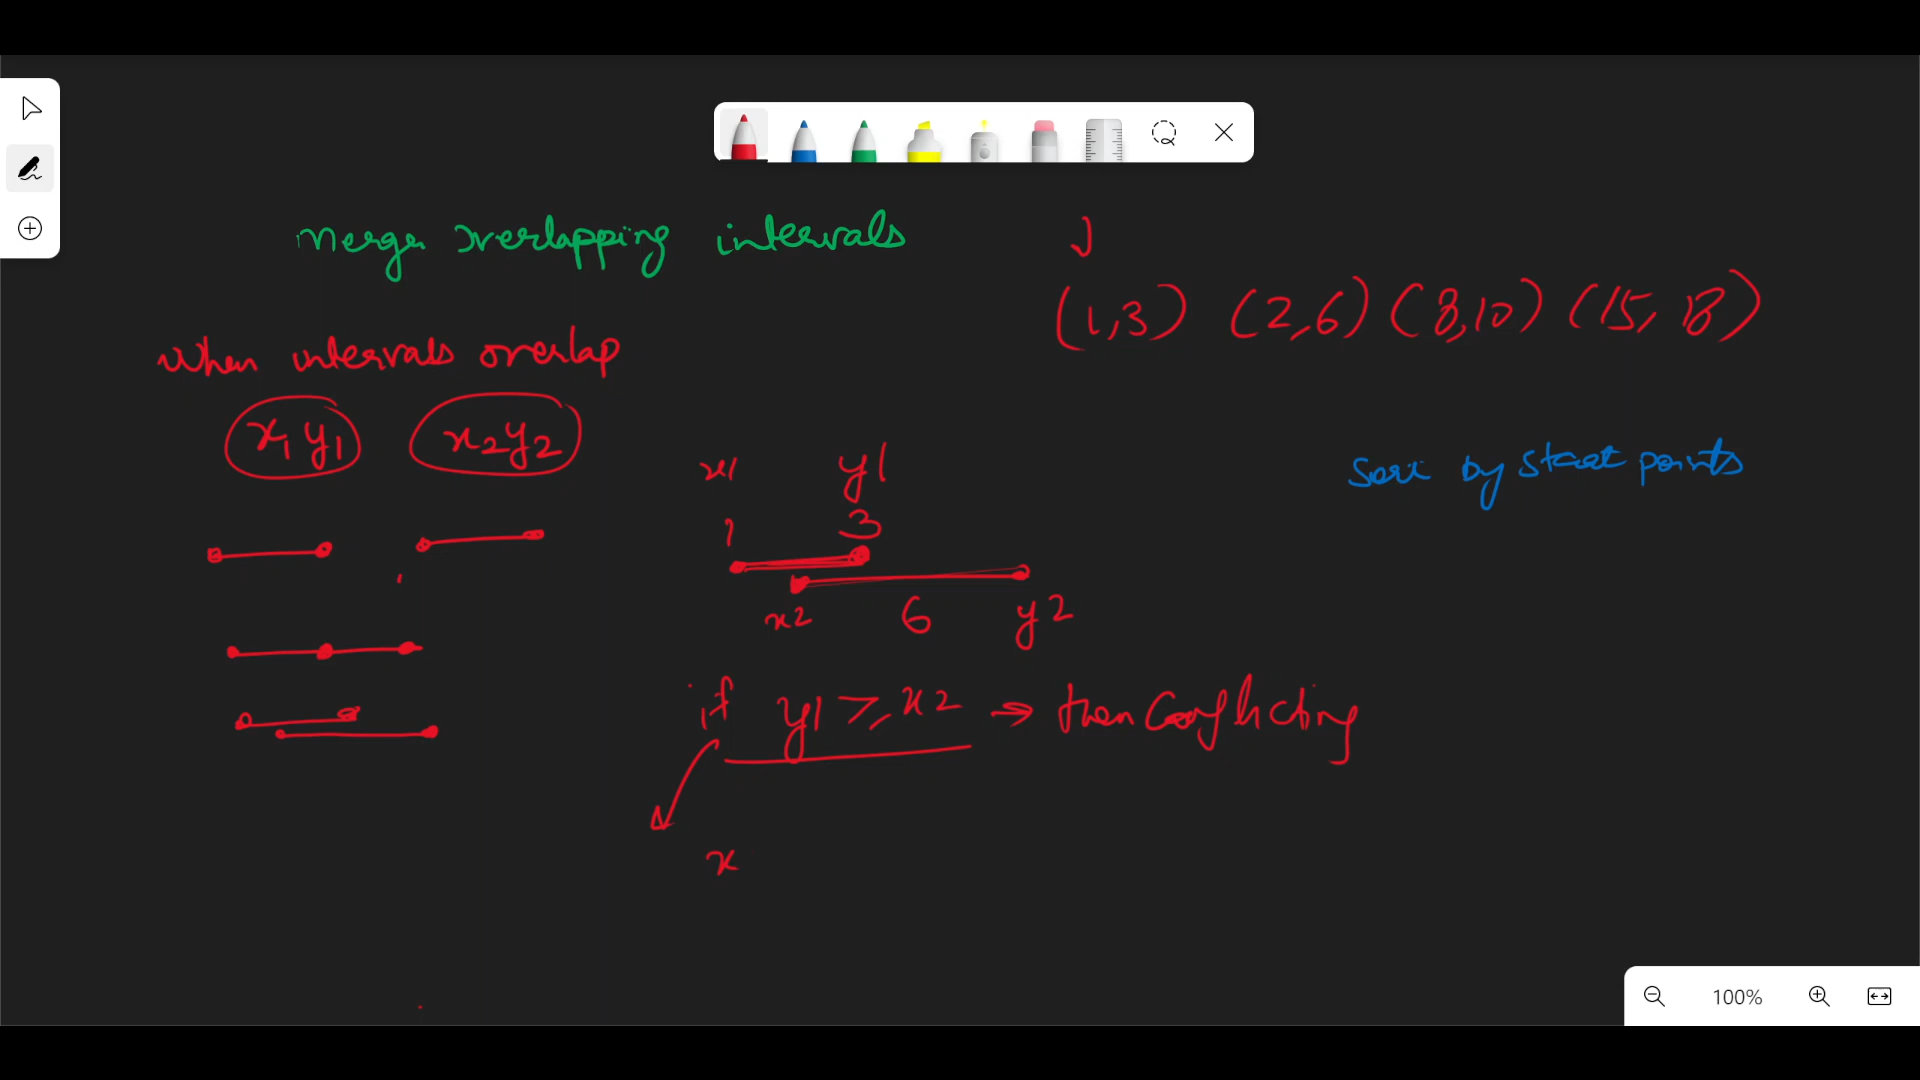 Merge overlapping intervals
(1,3) (2,6) (8,10) (15,18)
When intervals overlap
x1 y1 x2 y2
x1 y1
1 3
x2 6 y2
Sort by start points
if y1 ≥ x2 → then Conflicting
x
100%